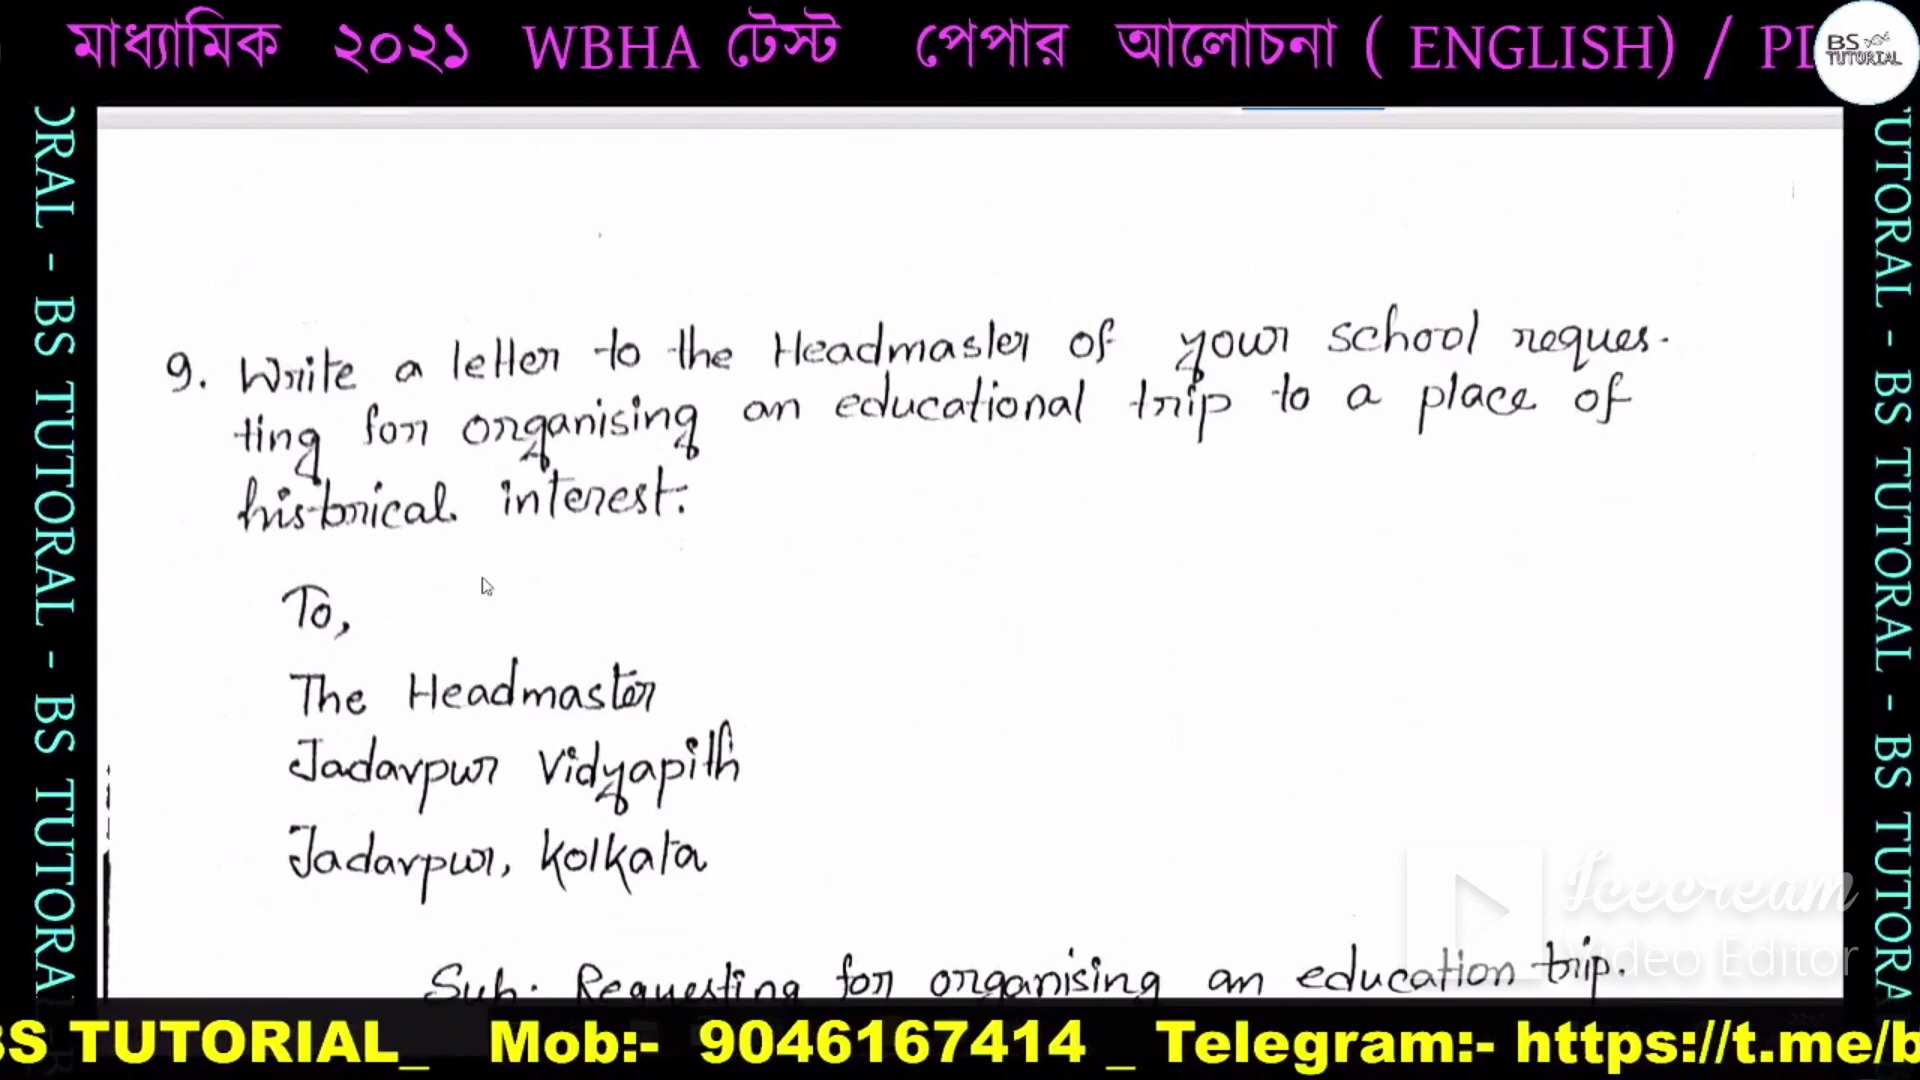 মাধ্যামিক ২০২১ WBHA টেস্ট পেপার আলোচনা ( ENGLISH) /
BS
TUTORIAL
ORAL - BS TUTORAL - BS TUTORA
UTORAL - BS TUTORAL - BS TUTORA
9. Write a letter to the Headmaster of your school reques-
ting for organising an educational trip to a place of
historical interest.
To,
The Headmaster
Jadavpur Vidyapith
Jadavpur, Kolkata
Sub: Requesting for organising an education trip.
Icecream
Video Editor
BS TUTORIAL_ Mob:- 9046167414 _ Telegram:- https://t.me/b